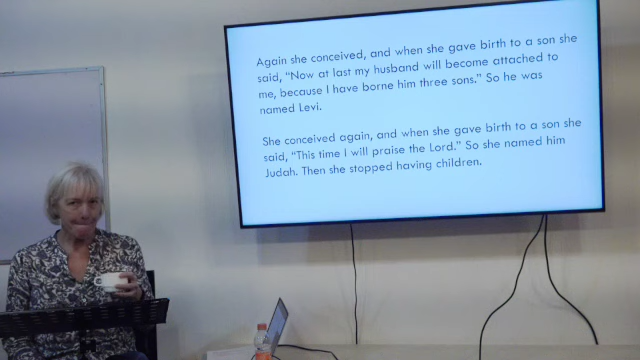 Again she conceived, and when she gave birth to a son she
said, “Now at last my husband will become attached to
me, because I have borne him three sons.” So he was
named Levi.
She conceived again, and when she gave birth to a son she
said, “This time I will praise the Lord.” So she named him
Judah. Then she stopped having children.